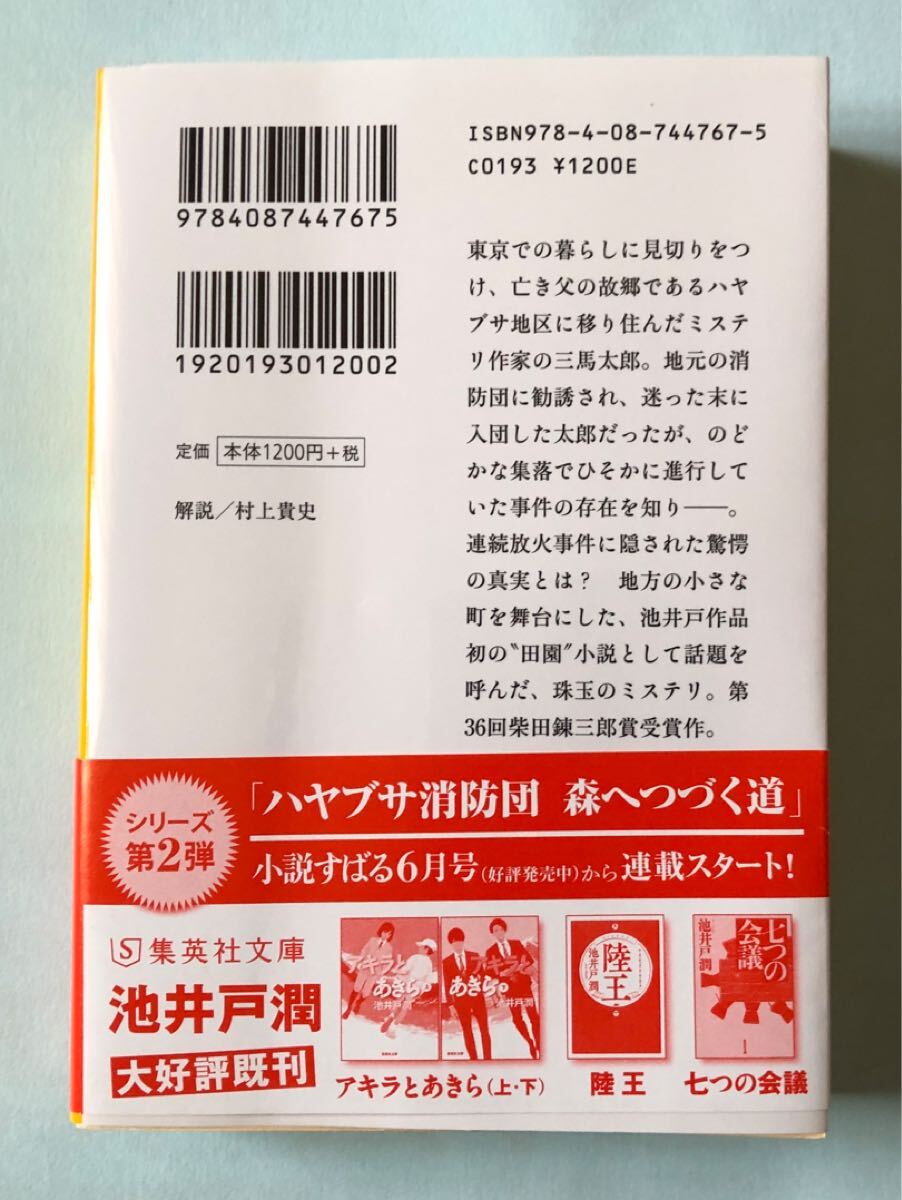 ISBN978-4-08-744767-5
C0193 ¥1200E
9784087447675
1920193012002
定価 本体1200円+税
解説／村上貴史
東京での暮らしに見切りをつ
け、亡き父の故郷であるハヤ
ブサ地区に移り住んだミステ
リ作家の三馬太郎。地元の消
防団に勧誘され、迷った末に
入団した太郎だったが、のど
かな集落でひそかに進行して
いた事件の存在を知り——。
連続放火事件に隠された驚愕
の真実とは？　地方の小さな
町を舞台にした、池井戸作品
初の〝田園〟小説として話題を
呼んだ、珠玉のミステリ。第
36回柴田錬三郎賞受賞作。
シリーズ
第2弾
「ハヤブサ消防団 森へつづく道」
小説すばる6月号(好評発売中)から連載スタート!
集英社文庫
池井戸潤
大好評既刊
アキラと
あきら 上
池井戸潤
アキラと
あきら 下
池井戸潤
陸王
池井戸潤
七つの
会議
池井戸潤
アキラとあきら(上・下)
陸王
七つの会議